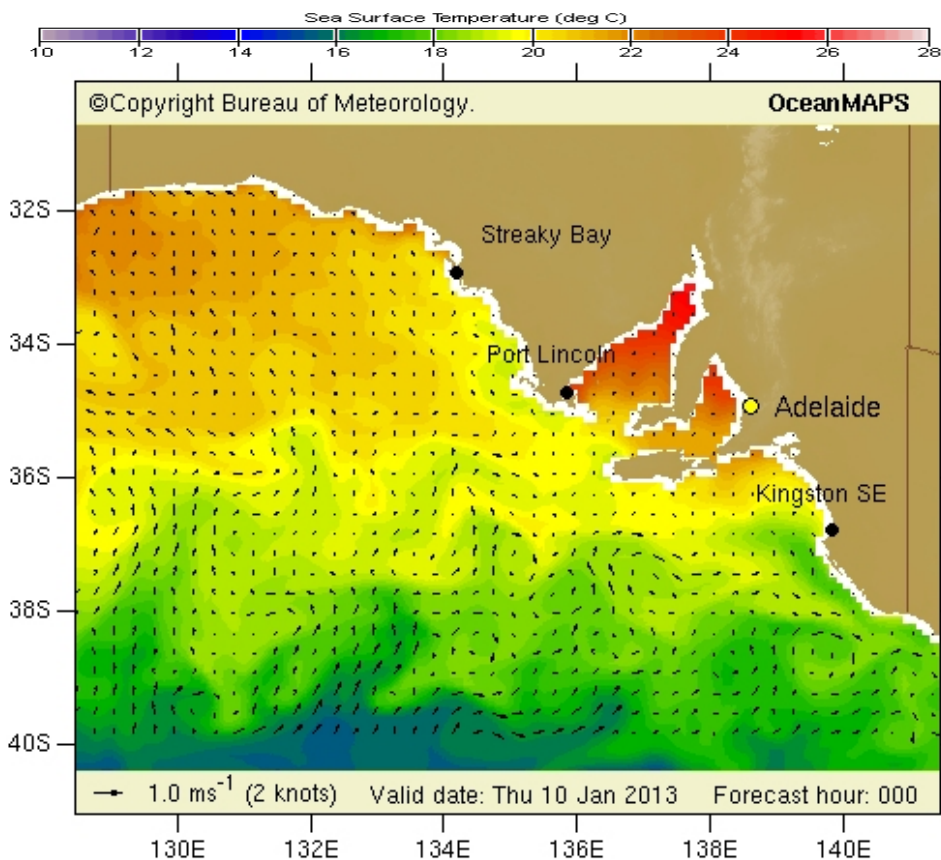 Sea Surface Temperature (deg C)
10 12 14 16 18 20 22 24 26 28
©Copyright Bureau of Meteorology. OceanMAPS
32S
Streaky Bay
34S
Port Lincoln
Adelaide
36S
Kingston SE
38S
40S
1.0 ms⁻¹ (2 knots) Valid date: Thu 10 Jan 2013 Forecast hour: 000
130E 132E 134E 136E 138E 140E